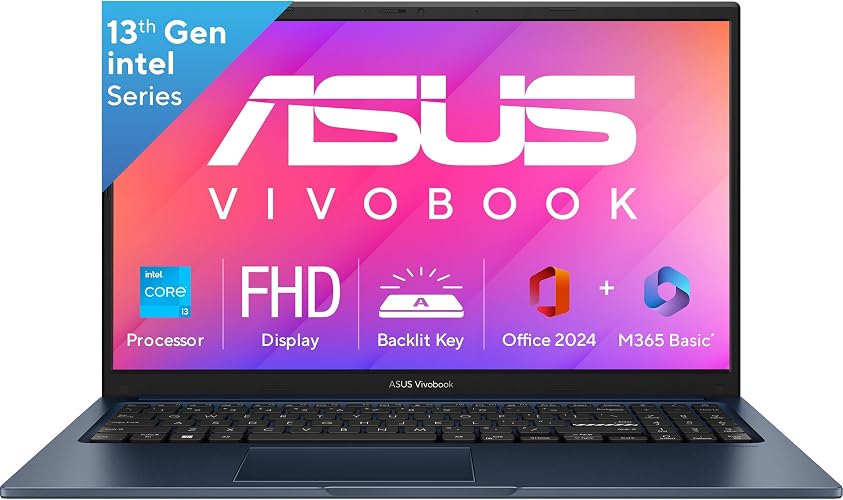 13th Gen
intel
Series
ASUS
VIVOBOOK
intel
CORE
i3
FHD
A
Processor
Display
Backlit Key
Office 2024
+
M365 Basic*
ASUS Vivobook